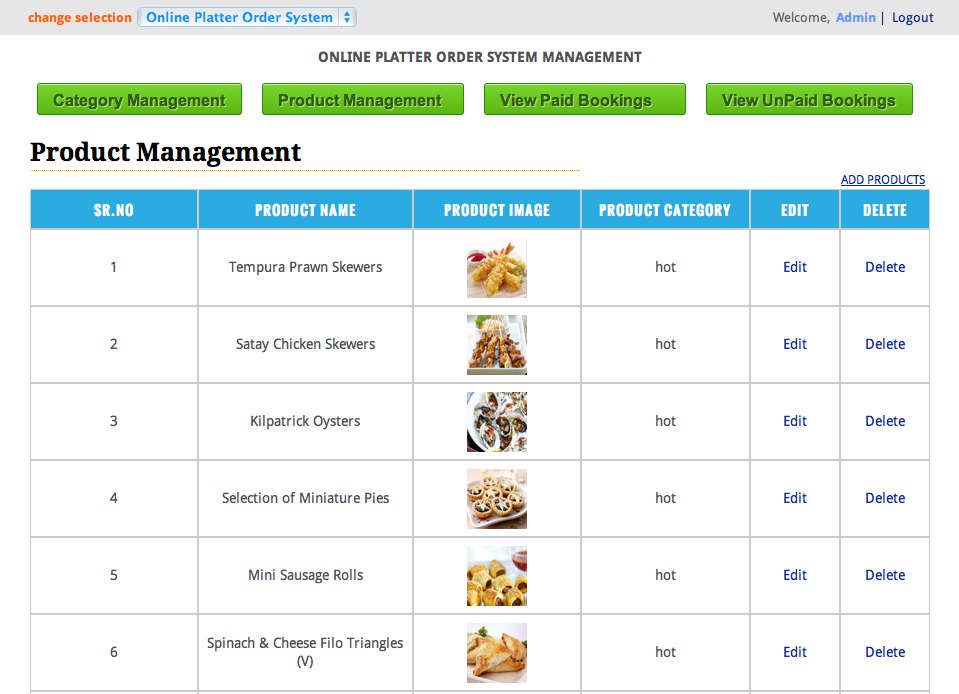 change selection Online Platter Order System Welcome, Admin | Logout
ONLINE PLATTER ORDER SYSTEM MANAGEMENT
Category Management Product Management View Paid Bookings View UnPaid Bookings
Product Management
ADD PRODUCTS
SR.NO PRODUCT NAME PRODUCT IMAGE PRODUCT CATEGORY EDIT DELETE
1 Tempura Prawn Skewers hot Edit Delete
2 Satay Chicken Skewers hot Edit Delete
3 Kilpatrick Oysters hot Edit Delete
4 Selection of Miniature Pies hot Edit Delete
5 Mini Sausage Rolls hot Edit Delete
6 Spinach & Cheese Filo Triangles hot Edit Delete
(V)